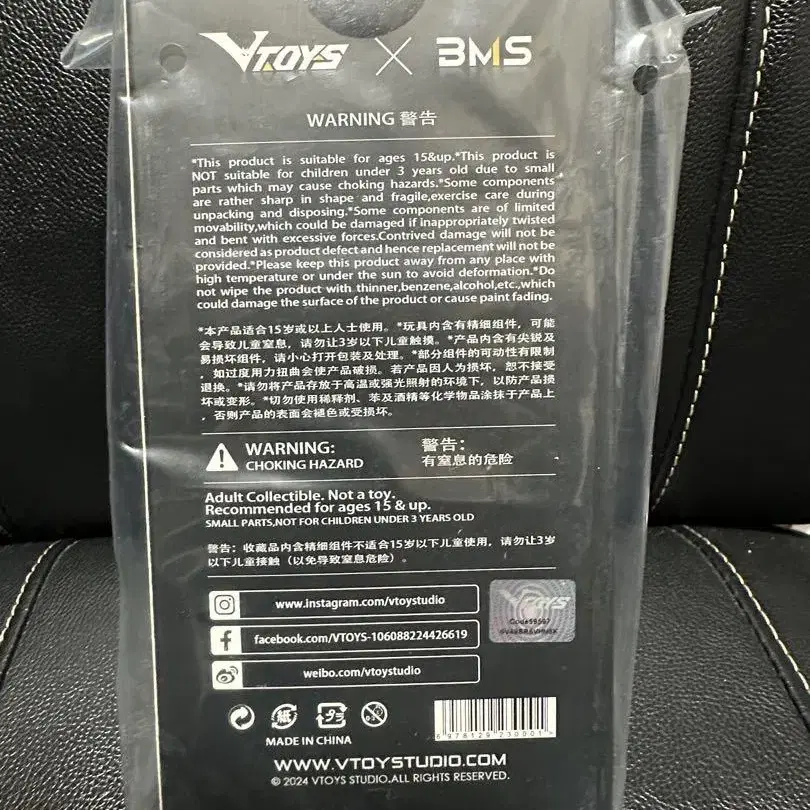 VTOYS × BMS
WARNING 警告
*This product is suitable for ages 15&up.*This product is
NOT suitable for children under 3 years old due to small
parts which may cause choking hazards.*Some components
are rather sharp in shape and fragile,exercise care during
unpacking and disposing.*Some components are of limited
movability,which could be damaged if inappropriately twisted
and bent with excessive forces.Contrived damage will not be
considered as product defect and hence replacement will not be
provided.*Please keep this product away from any place with
high temperature or under the sun to avoid deformation.*Do
not wipe the product with thinner,benzene,alcohol,etc.,which
could damage the surface of the product or cause paint fading.
*本产品适合15岁或以上人士使用。*玩具内含有精细组件，可能
会导致儿童窒息，请勿让3岁以下儿童触摸。*产品内含有尖锐及
易损坏组件，请小心打开包装及处理。*部分组件的可动性有限制
，如过度用力扭曲会使产品破损。若产品因人为损坏，恕不接受
退换。*请勿将产品存放于高温或强光照射的环境下，以防产品损
坏或变形。*切勿使用稀释剂、苯及酒精等化学物品涂抹于产品上
，否则产品的表面会褪色或受损坏。
WARNING: 警告：
CHOKING HAZARD 有窒息的危险
Adult Collectible. Not a toy.
Recommended for ages 15 & up.
SMALL PARTS,NOT FOR CHILDREN UNDER 3 YEARS OLD
警告：收藏品内含精细组件不适合15岁以下儿童使用，请勿让3岁
以下儿童接触（以免导致窒息危险）。
www.instagram.com/vtoystudio
VTOYS
facebook.com/VTOYS-106088224426619
weibo.com/vtoystudio
紙
MADE IN CHINA
6 978129 730001
WWW.VTOYSTUDIO.COM
© 2024 VTOYS STUDIO.ALL RIGHTS RESERVED.